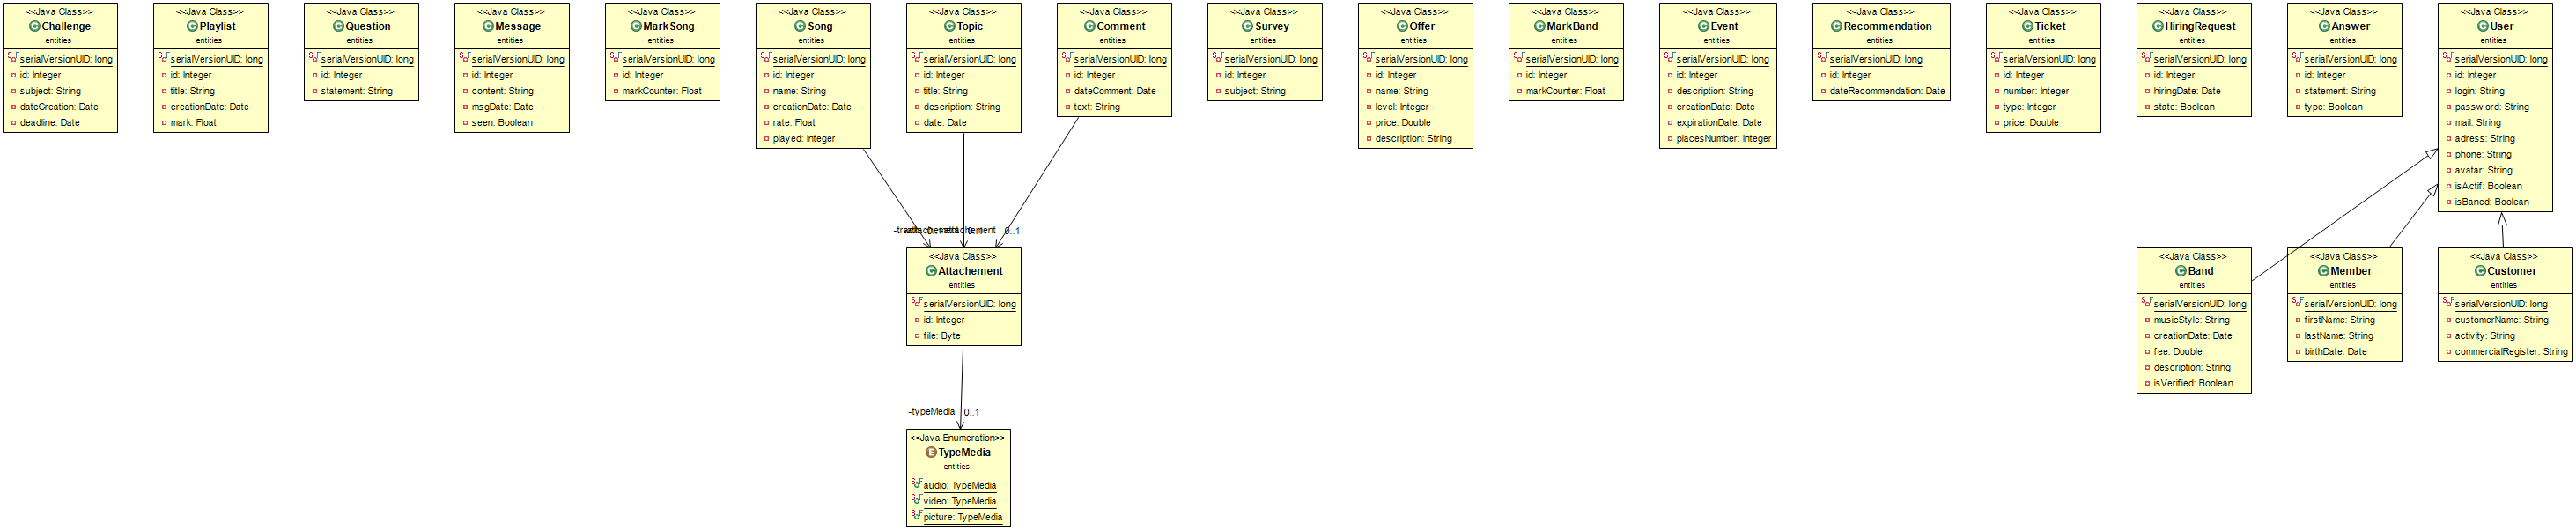 <<Java Class>>
Challenge
entities
serialVersionUID: long
id: Integer
subject: String
dateCreation: Date
deadline: Date
<<Java Class>>
Playlist
entities
serialVersionUID: long
id: Integer
title: String
creationDate: Date
mark: Float
<<Java Class>>
Question
entities
serialVersionUID: long
id: Integer
statement: String
<<Java Class>>
Message
entities
serialVersionUID: long
id: Integer
content: String
msgDate: Date
seen: Boolean
<<Java Class>>
MarkSong
entities
serialVersionUID: long
id: Integer
markCounter: Float
<<Java Class>>
Song
entities
serialVersionUID: long
id: Integer
name: String
creationDate: Date
rate: Float
played: Integer
<<Java Class>>
Topic
entities
serialVersionUID: long
id: Integer
title: String
description: String
date: Date
<<Java Class>>
Comment
entities
serialVersionUID: long
id: Integer
dateComment: Date
text: String
<<Java Class>>
Survey
entities
serialVersionUID: long
id: Integer
subject: String
<<Java Class>>
Offer
entities
serialVersionUID: long
id: Integer
name: String
level: Integer
price: Double
description: String
<<Java Class>>
MarkBand
entities
serialVersionUID: long
id: Integer
markCounter: Float
<<Java Class>>
Event
entities
serialVersionUID: long
id: Integer
description: String
creationDate: Date
expirationDate: Date
placesNumber: Integer
<<Java Class>>
Recommendation
entities
serialVersionUID: long
id: Integer
dateRecommendation: Date
<<Java Class>>
Ticket
entities
serialVersionUID: long
id: Integer
number: Integer
type: Integer
price: Double
<<Java Class>>
HiringRequest
entities
serialVersionUID: long
id: Integer
hiringDate: Date
state: Boolean
<<Java Class>>
Answer
entities
serialVersionUID: long
id: Integer
statement: String
type: Boolean
<<Java Class>>
User
entities
serialVersionUID: long
id: Integer
login: String
password: String
mail: String
adress: String
phone: String
avatar: String
isActif: Boolean
isBaned: Boolean
0..1
<<Java Class>>
Attachement
entities
serialVersionUID: long
id: Integer
file: Byte
-typeMedia 0..1
<<Java Enumeration>>
TypeMedia
entities
audio: TypeMedia
video: TypeMedia
picture: TypeMedia
<<Java Class>>
Band
entities
serialVersionUID: long
musicStyle: String
creationDate: Date
fee: Double
description: String
isVerified: Boolean
<<Java Class>>
Member
entities
serialVersionUID: long
firstName: String
lastName: String
birthDate: Date
<<Java Class>>
Customer
entities
serialVersionUID: long
customerName: String
activity: String
commercialRegister: String